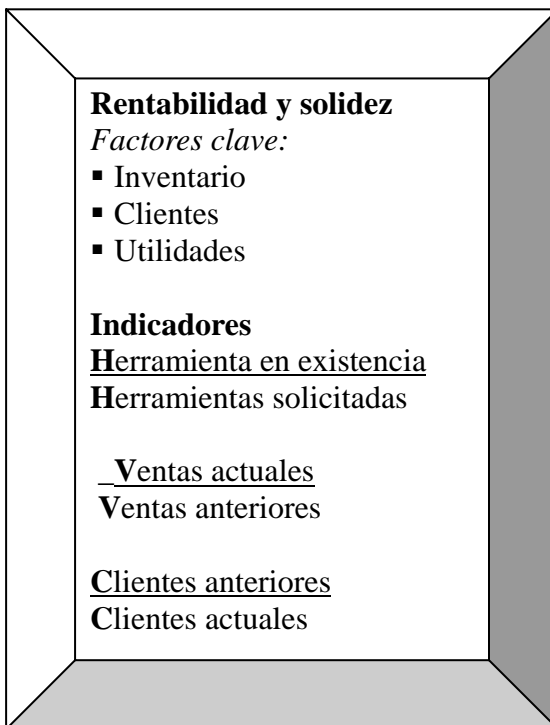 Rentabilidad y solidez
Factores clave:
▪ Inventario
▪ Clientes
▪ Utilidades
Indicadores
Herramienta en existencia
Herramientas solicitadas
_Ventas actuales
Ventas anteriores
Clientes anteriores
Clientes actuales